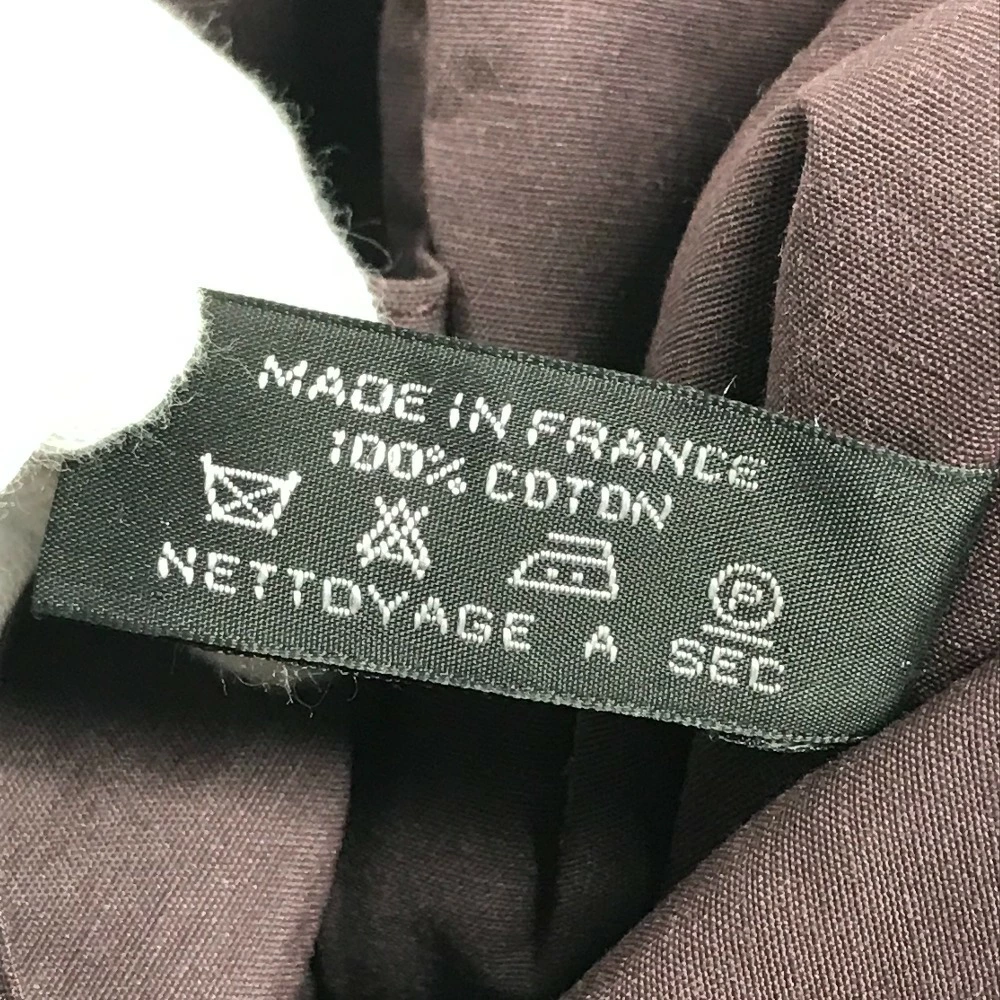 MADE IN FRANCE
100% COTON
P
NETTOYAGE A SEC